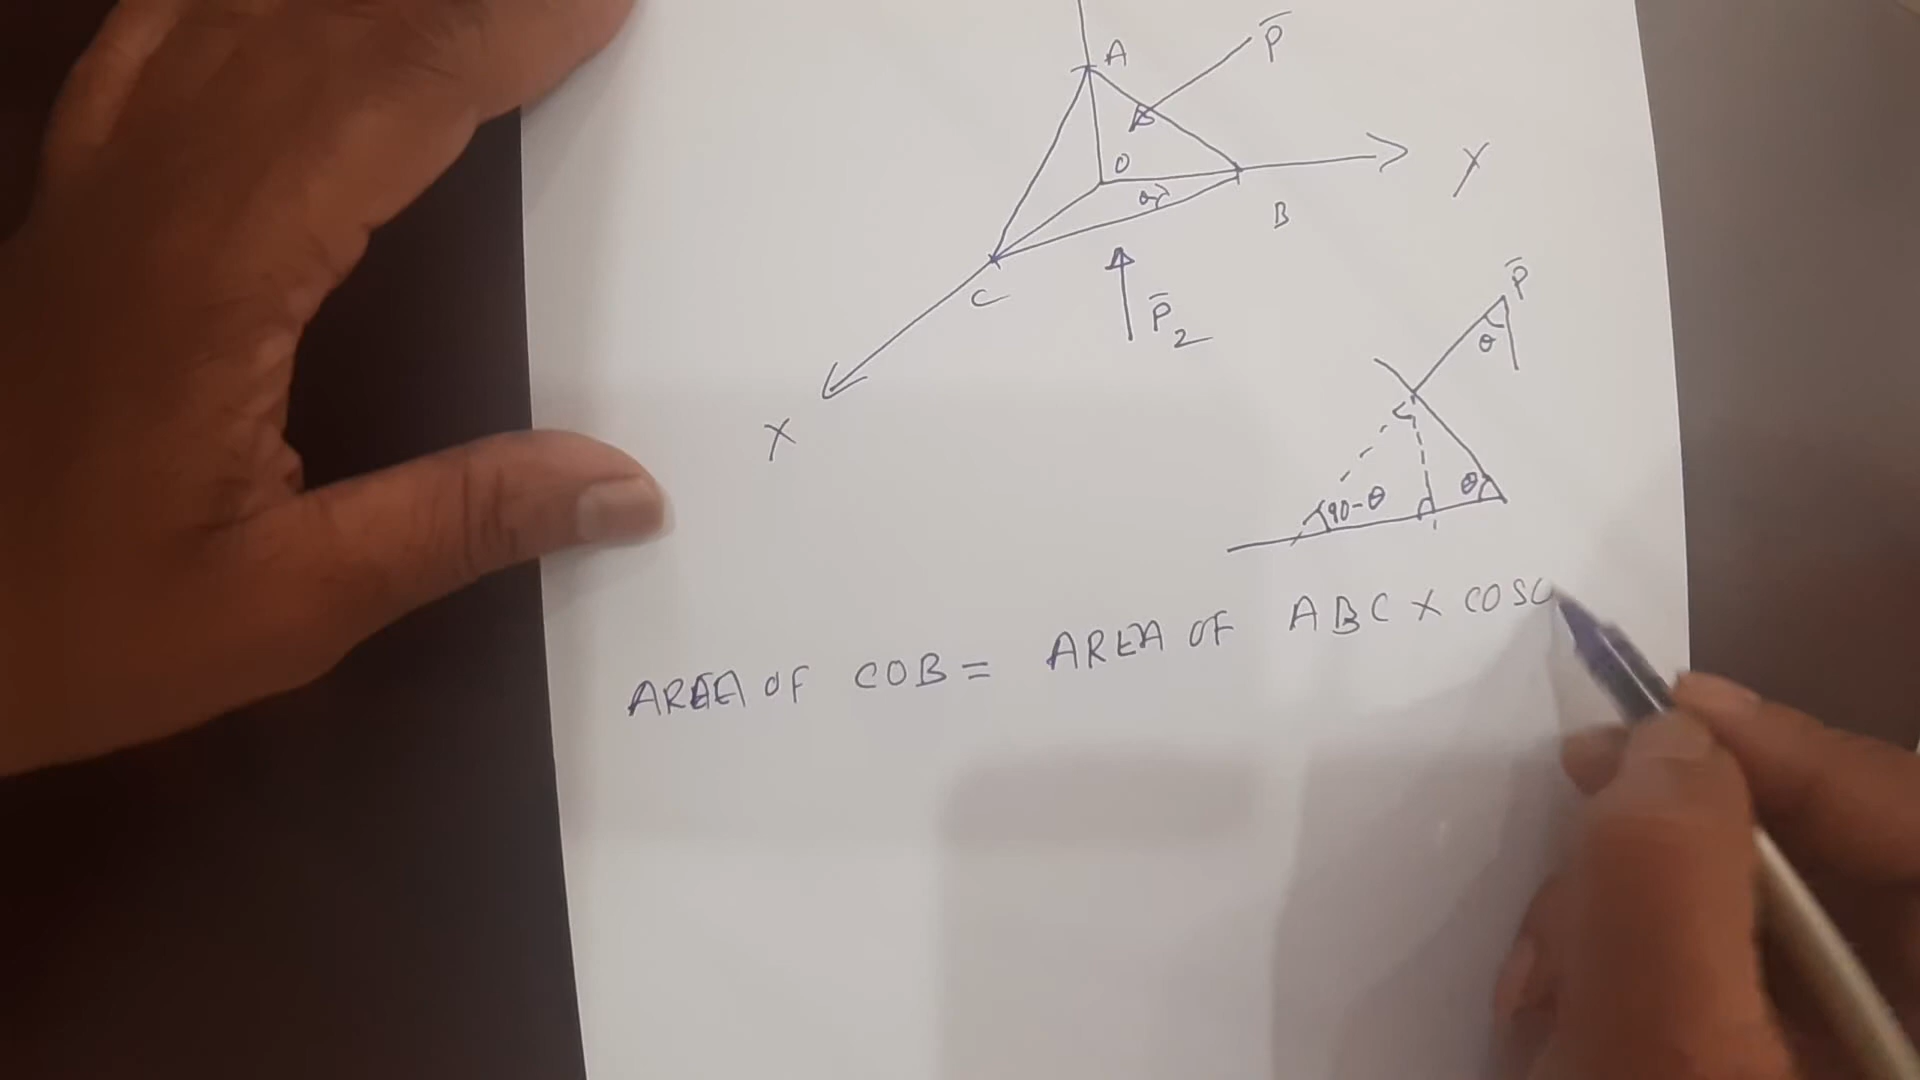 A
P̄
O
Y
B
C
P̄2
X
P̄
θ
90-θ
θ
AREA OF COB = AREA OF ABC X COS